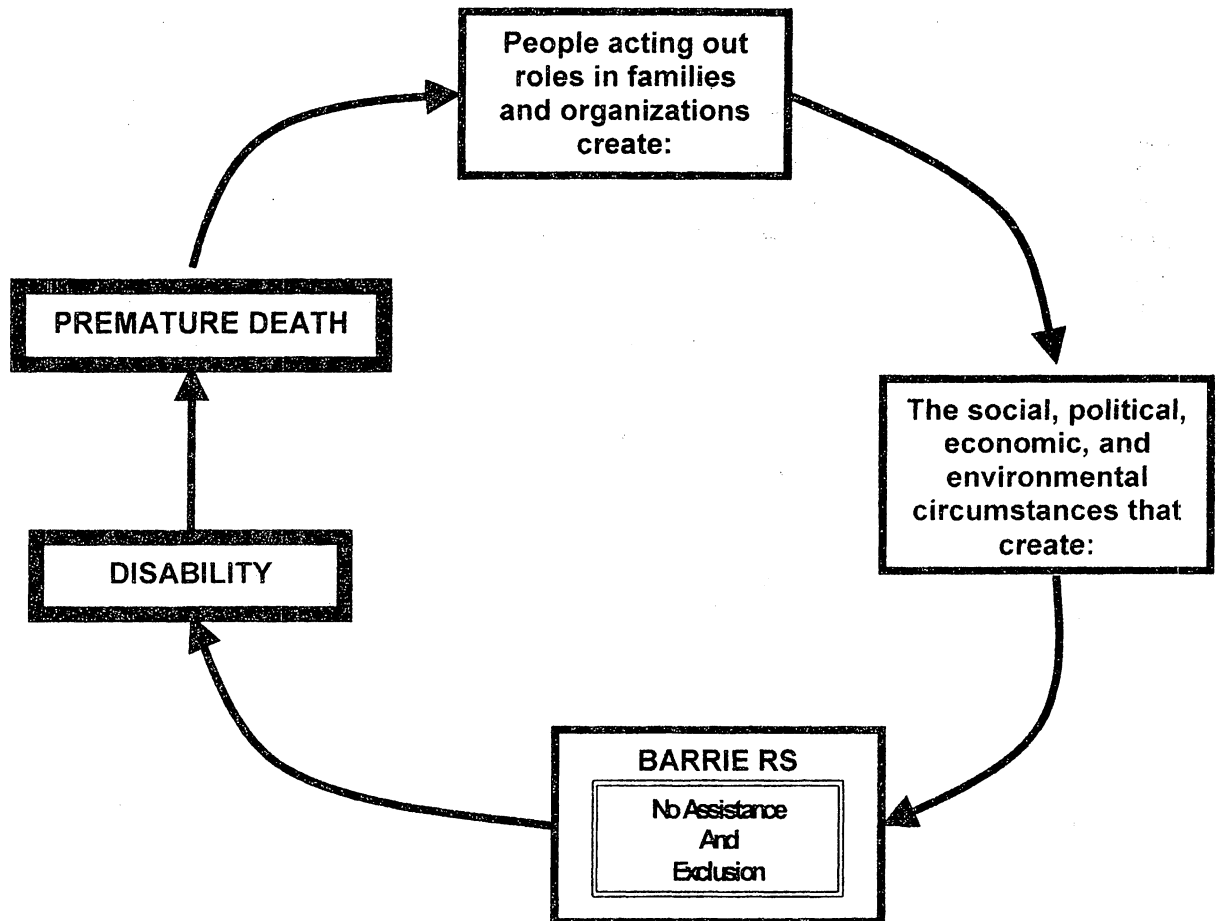 People acting out
roles in families
and organizations
create:
The social, political,
economic, and
environmental
circumstances that
create:
BARRIE RS
No Assistance
And
Exclusion
DISABILITY
PREMATURE DEATH